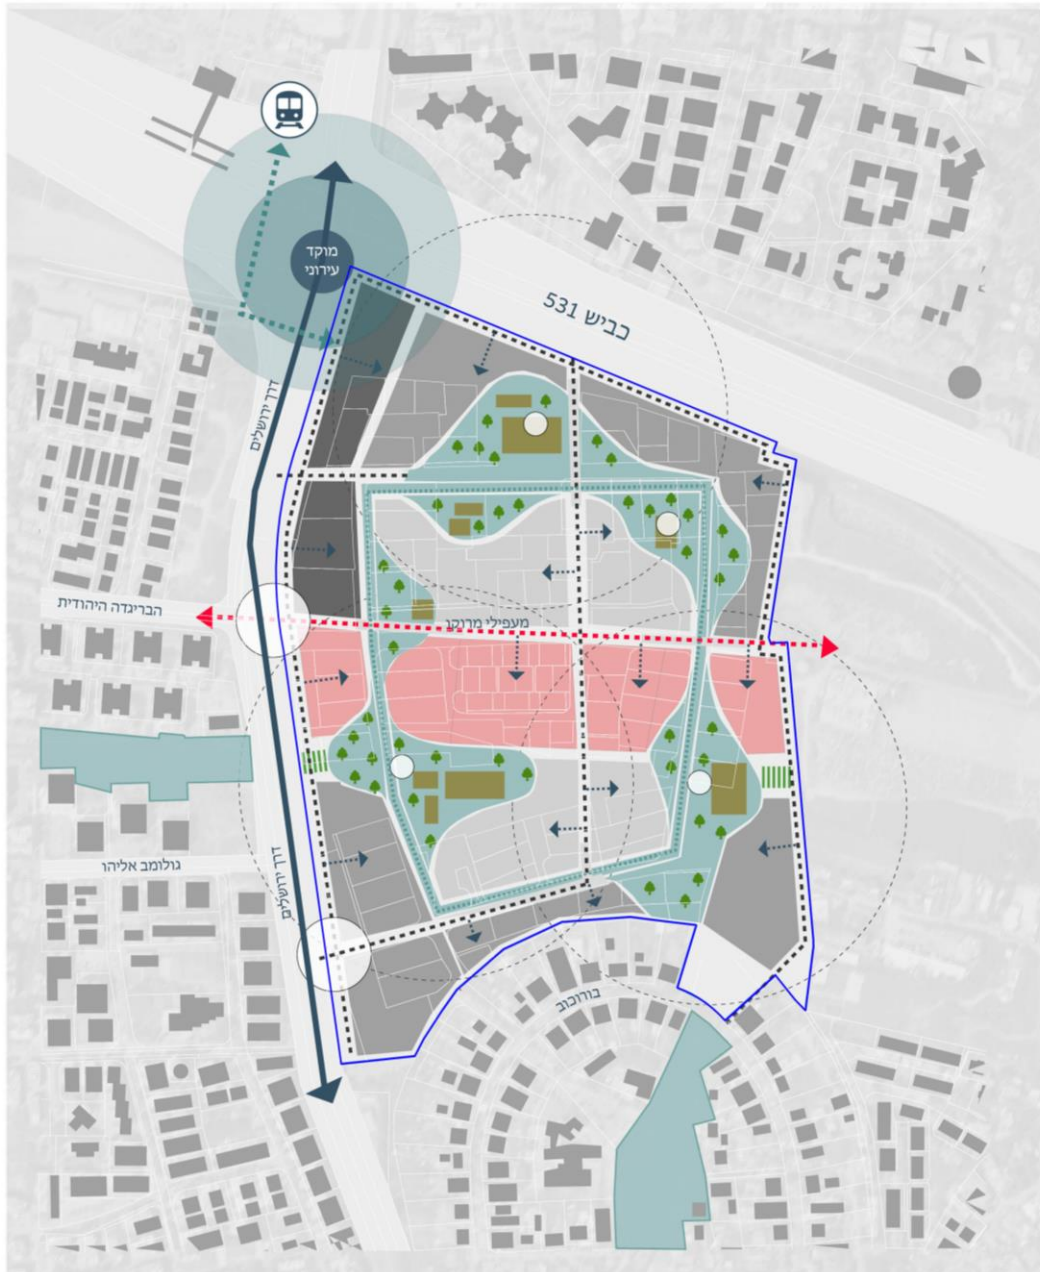 מוקד
עירוני
כביש 531
דרך ירושלים
הבריגדה היהודית
מעפילי מרוקו
גולומב אליהו
דרך ירושלים
בורוכוב